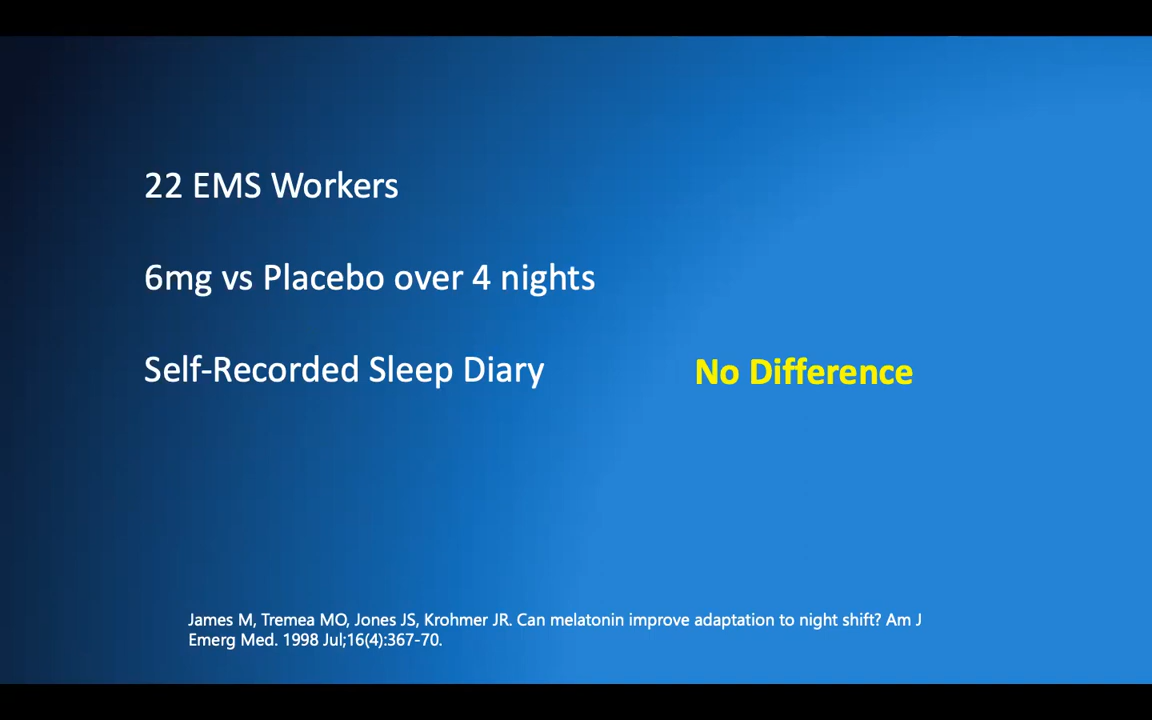 22 EMS Workers
6mg vs Placebo over 4 nights
Self-Recorded Sleep Diary
No Difference
James M, Tremea MO, Jones JS, Krohmer JR. Can melatonin improve adaptation to night shift? Am J
Emerg Med. 1998 Jul;16(4):367-70.